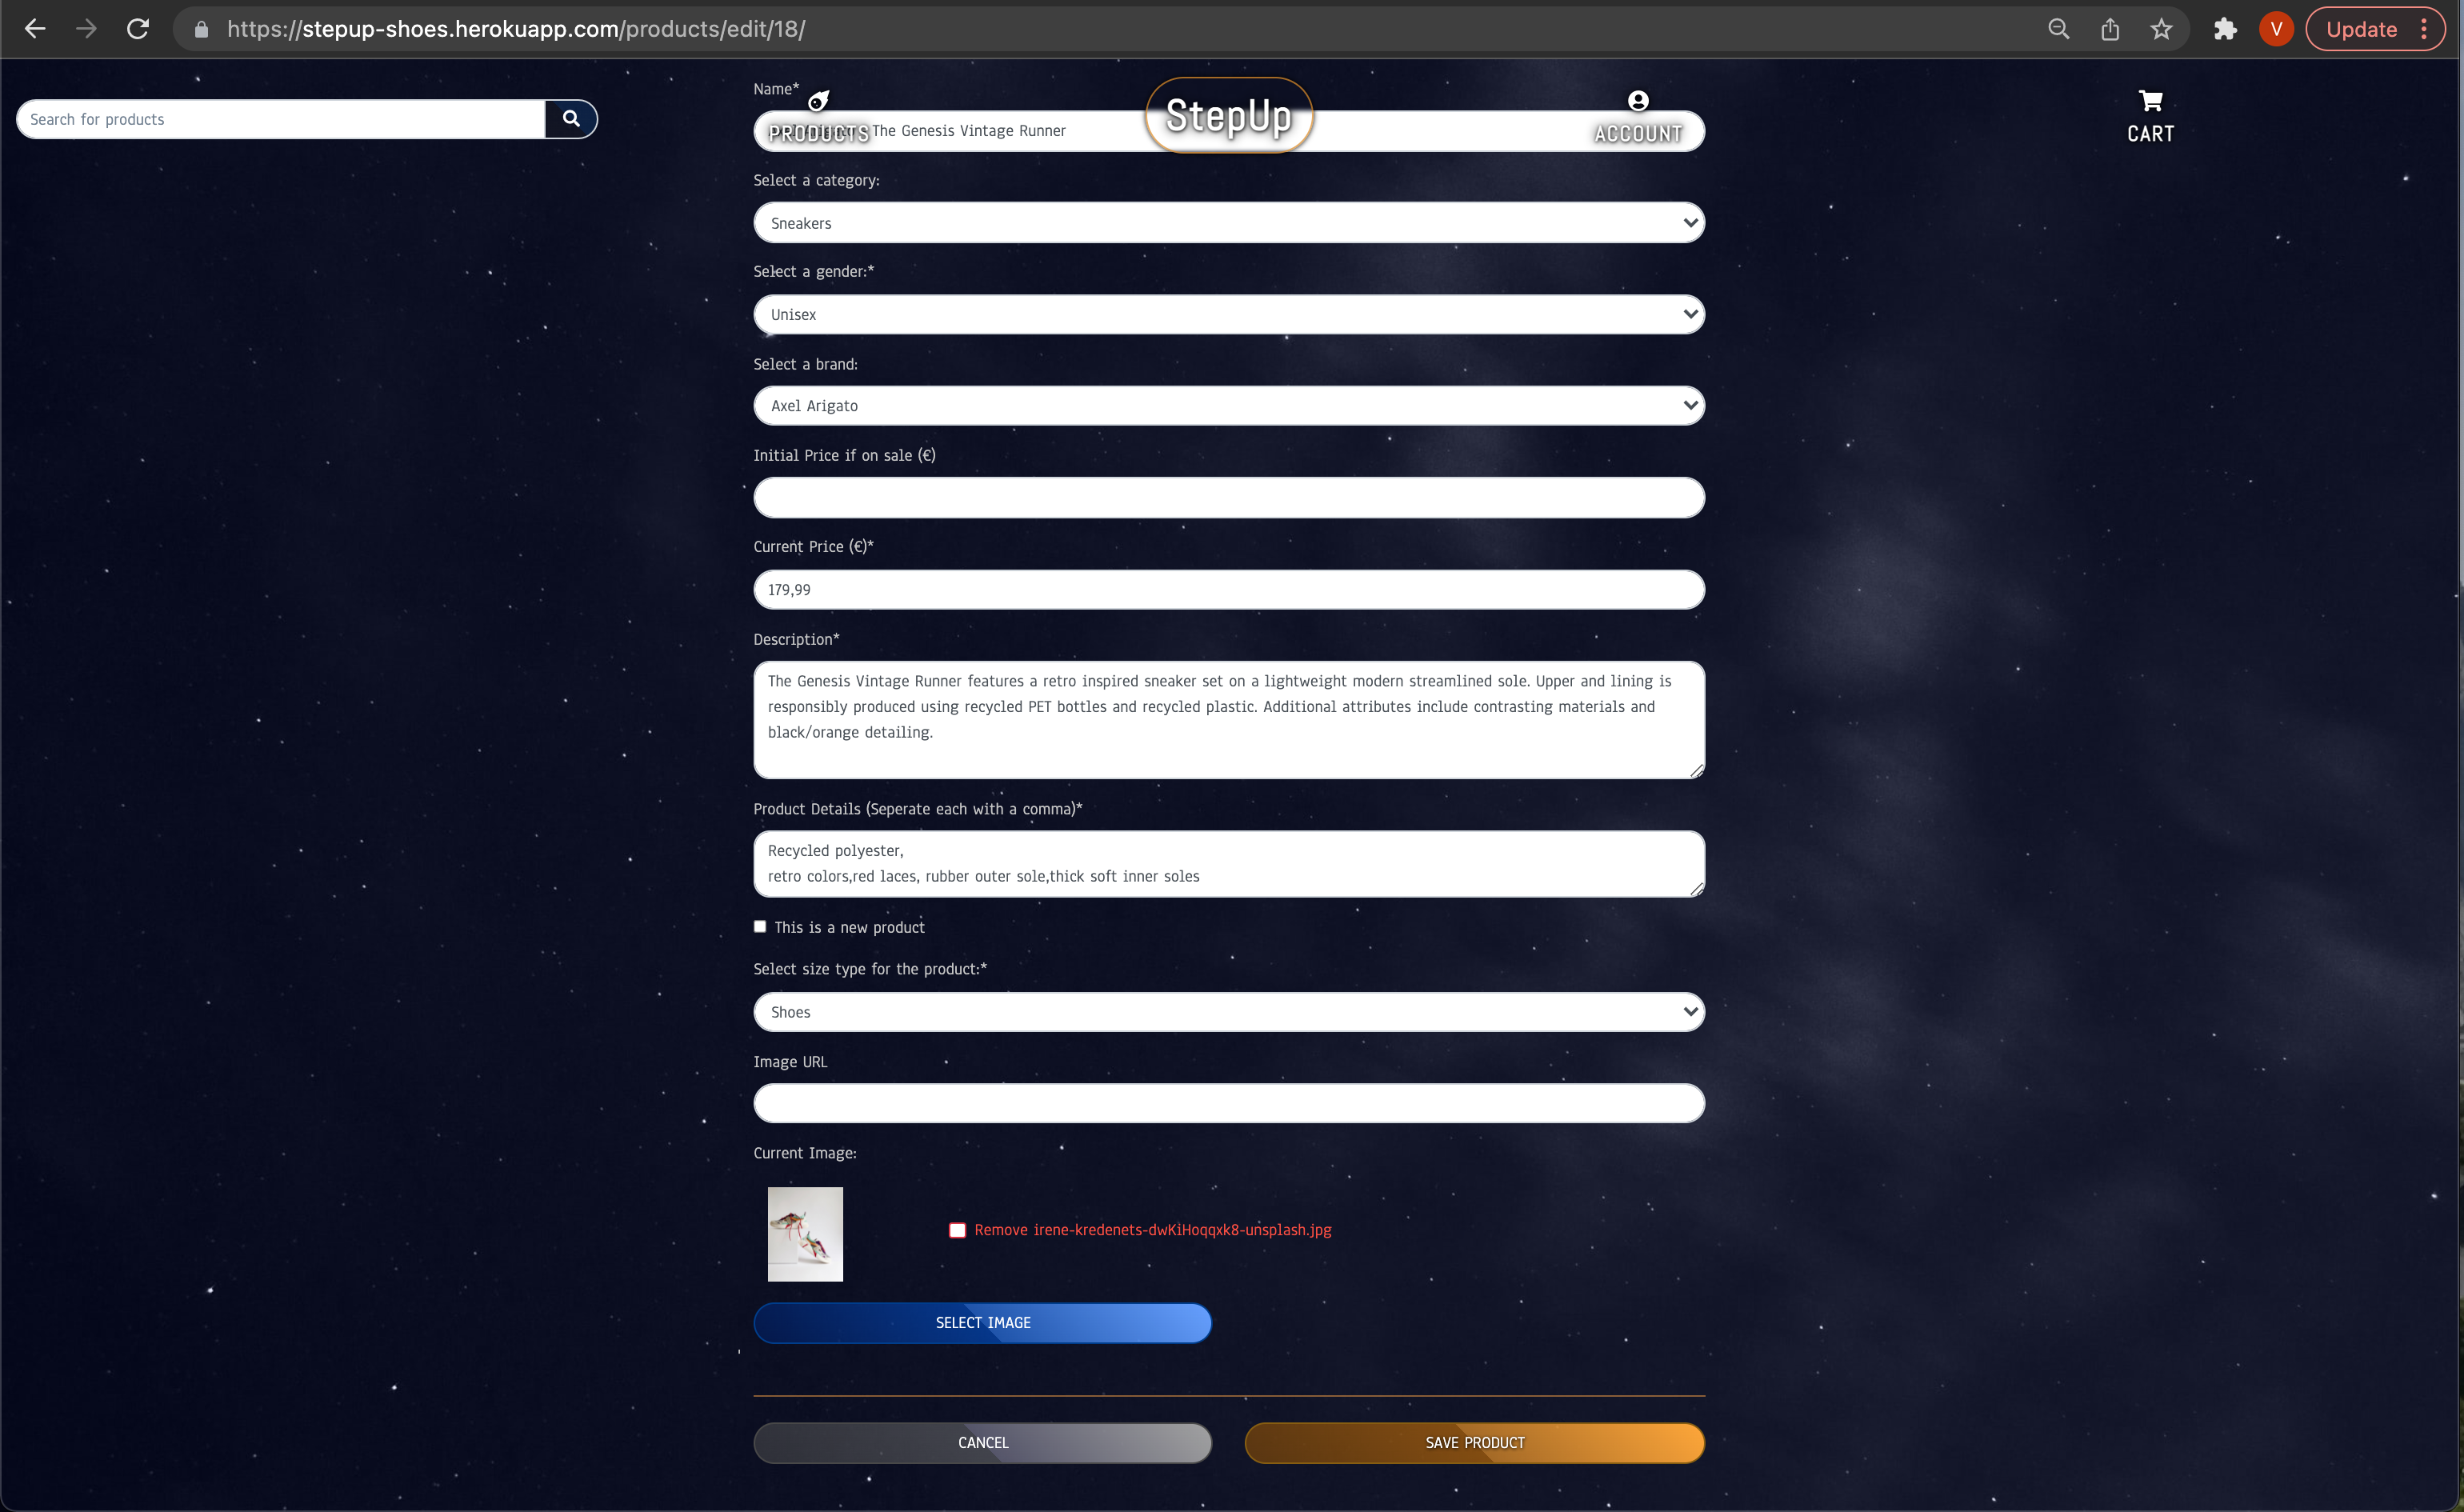 https://stepup-shoes.herokuapp.com/products/edit/18/
V
Update
Search for products
PRODUCTS
StepUp
ACCOUNT
CART
Name*
The Genesis Vintage Runner
Select a category:
Sneakers
Select a gender:*
Unisex
Select a brand:
Axel Arigato
Initial Price if on sale (€)
Current Price (€)*
179,99
Description*
The Genesis Vintage Runner features a retro inspired sneaker set on a lightweight modern streamlined sole. Upper and lining is
responsibly produced using recycled PET bottles and recycled plastic. Additional attributes include contrasting materials and
black/orange detailing.
Product Details (Seperate each with a comma)*
Recycled polyester,
retro colors,red laces, rubber outer sole,thick soft inner soles
This is a new product
Select size type for the product:*
Shoes
Image URL
Current Image:
Remove irene-kredenets-dwKiHoqqxk8-unsplash.jpg
SELECT IMAGE
CANCEL
SAVE PRODUCT